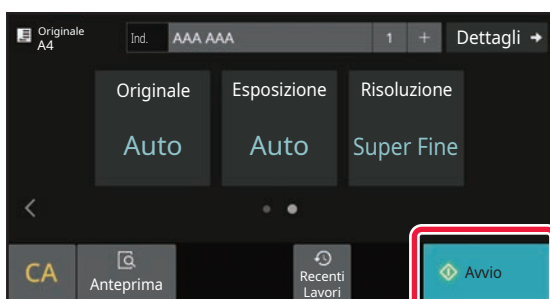 Originale
A4
Ind. AAA AAA 1 + Dettagli
Originale Esposizione Risoluzione
Auto Auto Super Fine
CA Anteprima Recenti Lavori Avvio